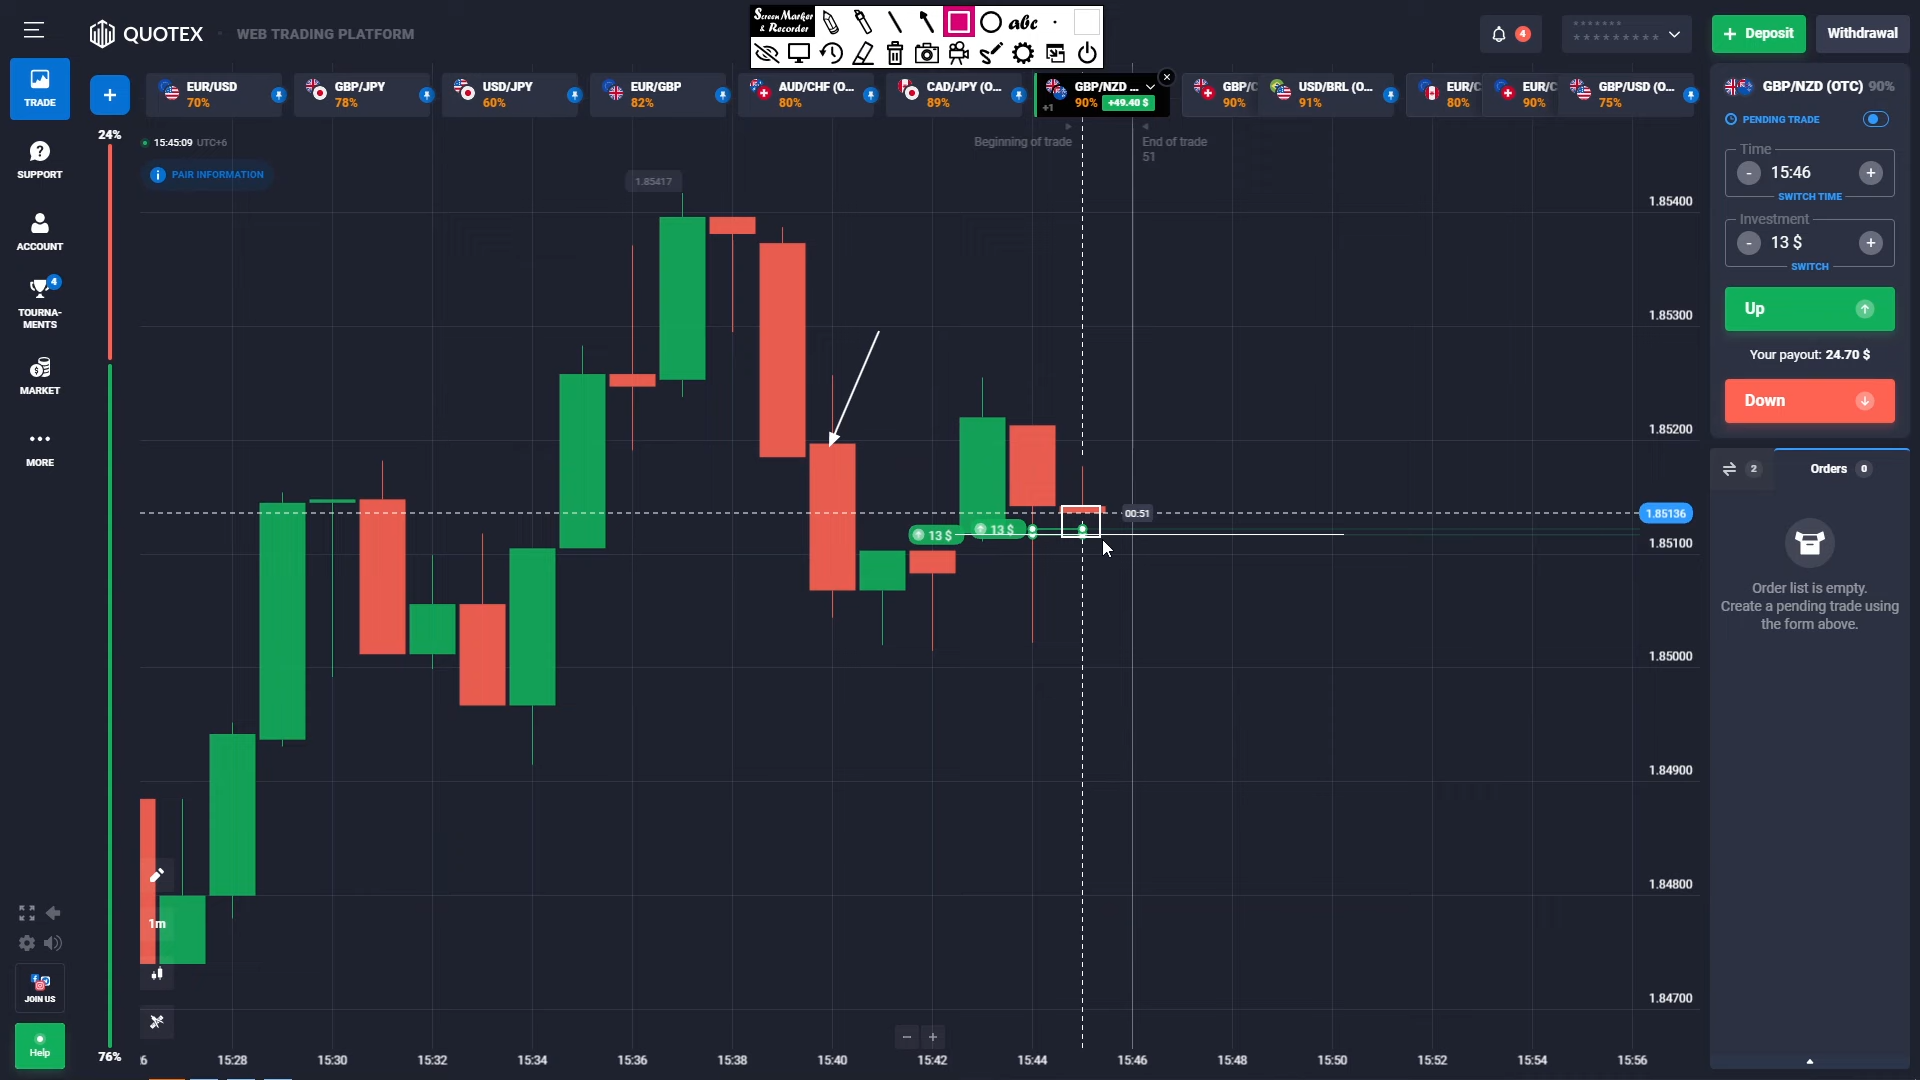 Screen Marker
& Recorder
abc
QUOTEX
WEB TRADING PLATFORM
4
*******
*********
Deposit
Withdrawal
TRADE
EUR/USD
70%
GBP/JPY
78%
USD/JPY
60%
EUR/GBP
82%
AUD/CHF (O...
80%
CAD/JPY (O...
89%
GBP/NZD ...
+1
90%
+49.40 $
GBP/C
90%
USD/BRL (O...
91%
EUR/C
80%
EUR/C
90%
GBP/USD (O...
75%
GBP/NZD (OTC) 90%
24%
15:45:09 UTC+6
Beginning of trade
End of trade
51
PENDING TRADE
SUPPORT
PAIR INFORMATION
1.85417
Time
15:46
SWITCH TIME
1.85400
ACCOUNT
Investment
13 $
SWITCH
4
TOURNA-
MENTS
Up
1.85300
Your payout: 24.70 $
MARKET
Down
1.85200
MORE
2
Orders 0
00:51
1.85136
13 $
13 $
1.85100
Order list is empty.
Create a pending trade using
the form above.
1.85000
1.84900
1.84800
1m
1.84700
JOIN US
Help
76%
6
15:28
15:30
15:32
15:34
15:36
15:38
15:40
15:42
15:44
15:46
15:48
15:50
15:52
15:54
15:56